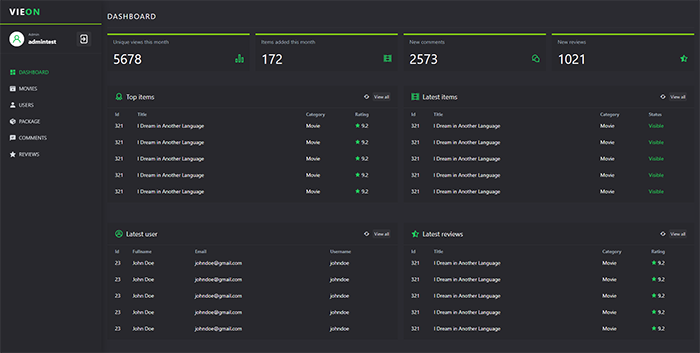 VIEON
Admin
admintest
DASHBOARD
MOVIES
USERS
PACKAGE
COMMENTS
REVIEWS
DASHBOARD
Unique views this month
5678
Items added this month
172
New comments
2573
New reviews
1021
Top items View all
Id Title Category Rating
321 I Dream in Another Language Movie 9.2
321 I Dream in Another Language Movie 9.2
321 I Dream in Another Language Movie 9.2
321 I Dream in Another Language Movie 9.2
321 I Dream in Another Language Movie 9.2
Latest items View all
Id Title Category Status
321 I Dream in Another Language Movie Visible
321 I Dream in Another Language Movie Visible
321 I Dream in Another Language Movie Visible
321 I Dream in Another Language Movie Visible
321 I Dream in Another Language Movie Visible
Latest user View all
Id Fullname Email Username
23 John Doe johndoe@gmail.com johndoe
23 John Doe johndoe@gmail.com johndoe
23 John Doe johndoe@gmail.com johndoe
23 John Doe johndoe@gmail.com johndoe
23 John Doe johndoe@gmail.com johndoe
Latest reviews View all
Id Title Category Rating
321 I Dream in Another Language Movie 9.2
321 I Dream in Another Language Movie 9.2
321 I Dream in Another Language Movie 9.2
321 I Dream in Another Language Movie 9.2
321 I Dream in Another Language Movie 9.2